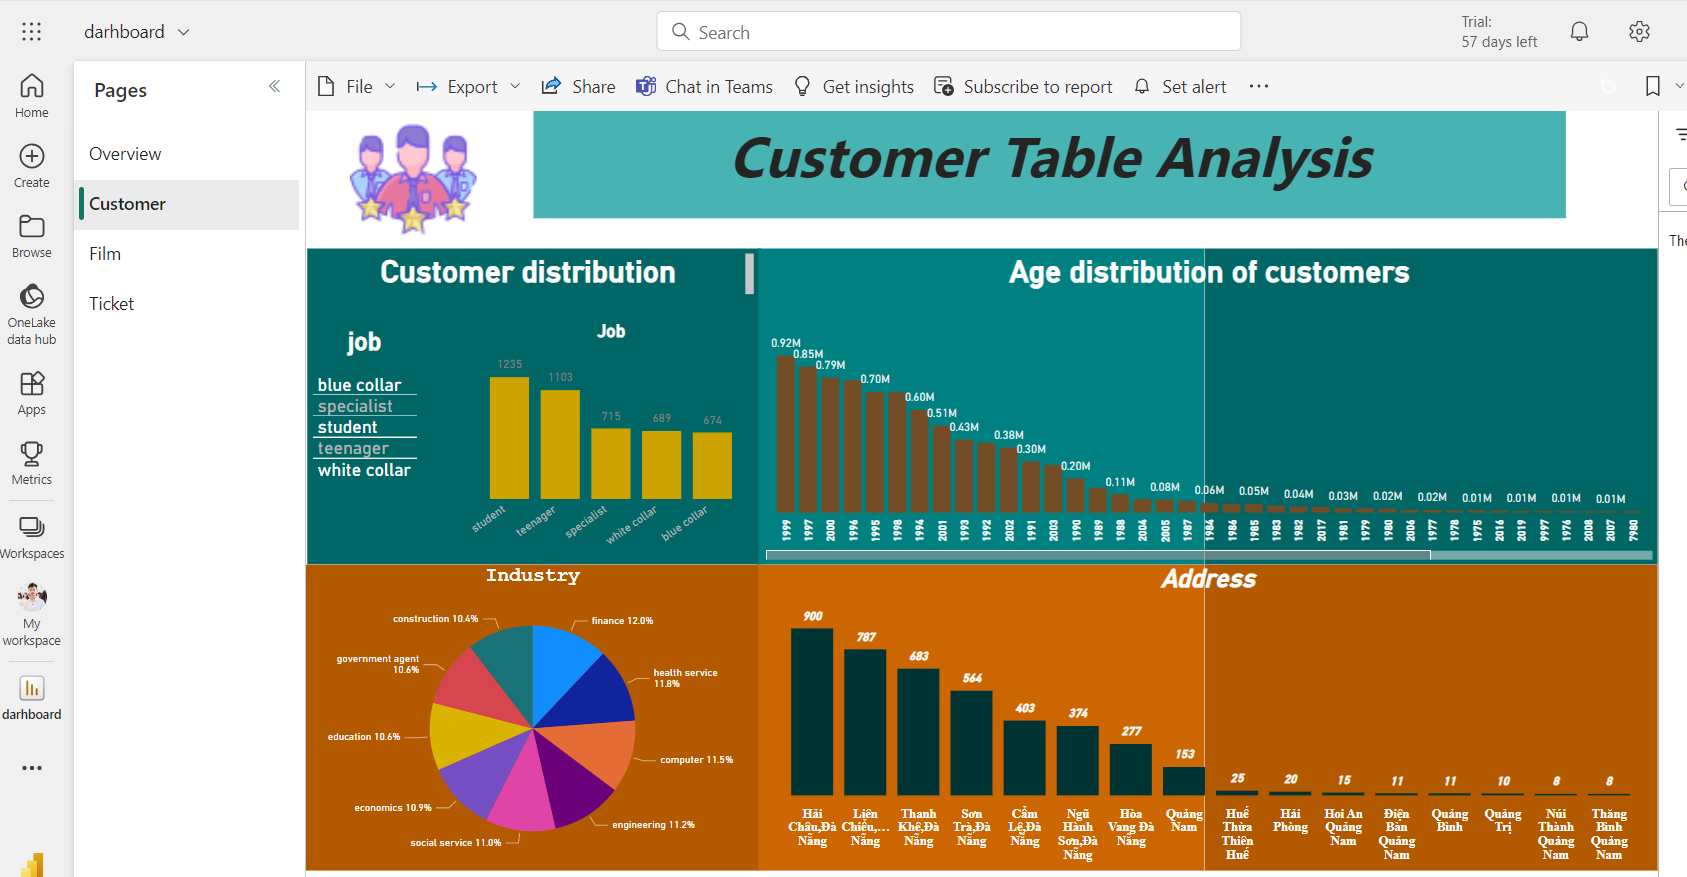 darhboard
Search
Trial:
57 days left
Home
Create
Browse
OneLake
data hub
Apps
Metrics
Workspaces
My
workspace
darhboard
Pages
Overview
Customer
Film
Ticket
File
Export
Share
Chat in Teams
Get insights
Subscribe to report
Set alert
Customer Table Analysis
The
Customer distribution
job
blue collar
specialist
student
teenager
white collar
Job
1235
1103
715
689
674
student
teenager
specialist
white collar
blue collar
Age distribution of customers
0.92M
0.85M
0.79M
0.70M
0.60M
0.51M
0.43M
0.38M
0.30M
0.20M
0.11M
0.08M
0.06M
0.05M
0.04M
0.03M
0.02M
0.02M
0.01M
0.01M
0.01M
0.01M
1999
1997
2000
1996
1995
1998
1994
2001
1993
1992
2002
1991
2003
1990
1989
1988
2004
2005
1987
1984
1986
1985
1983
1982
2017
1981
1979
1980
2006
1977
1978
1975
2016
2019
9997
1976
2008
2007
7980
Industry
construction 10.4%
finance 12.0%
government agent
10.6%
health service
11.8%
education 10.6%
computer 11.5%
economics 10.9%
engineering 11.2%
social service 11.0%
Address
900
787
683
564
403
374
277
153
25
20
15
11
11
10
8
8
Hải
Châu,Đà
Nẵng
Liên
Chiểu,...
Nẵng
Thanh
Khê,Đà
Nẵng
Sơn
Trà,Đà
Nẵng
Cẩm
Lệ,Đà
Nẵng
Ngũ
Hành
Sơn,Đà
Nẵng
Hòa
Vang Đà
Nẵng
Quảng
Nam
Huế
Thừa
Thiên
Huế
Hải
Phòng
Hoi An
Quảng
Nam
Điện
Bàn
Quảng
Nam
Quảng
Bình
Quảng
Trị
Núi
Thành
Quảng
Nam
Thăng
Bình
Quảng
Nam